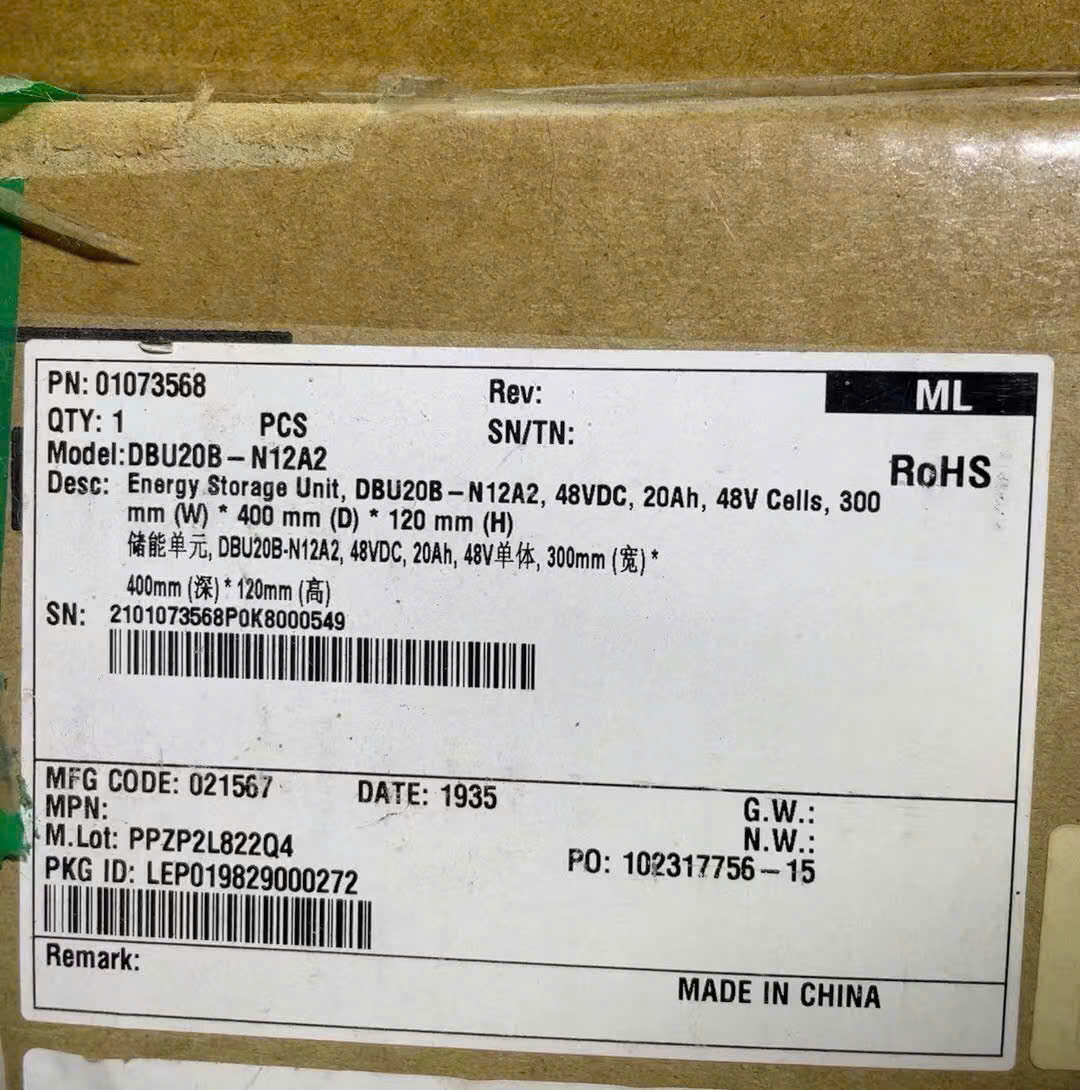 PN: 01073568 Rev: ML
QTY: 1 PCS SN/TN:
Model:DBU20B-N12A2 RoHS
Desc: Energy Storage Unit, DBU20B-N12A2, 48VDC, 20Ah, 48V Cells, 300
mm (W) * 400 mm (D) * 120 mm (H)
储能单元, DBU20B-N12A2, 48VDC, 20Ah, 48V单体, 300mm (宽) *
400mm (深) * 120mm (高)
SN: 2101073568P0K8000549
MFG CODE: 021567 DATE: 1935 G.W.:
MPN: N.W.:
M.Lot: PPZP2L822Q4 PO: 102317756-15
PKG ID: LEP019829000272
Remark:
MADE IN CHINA